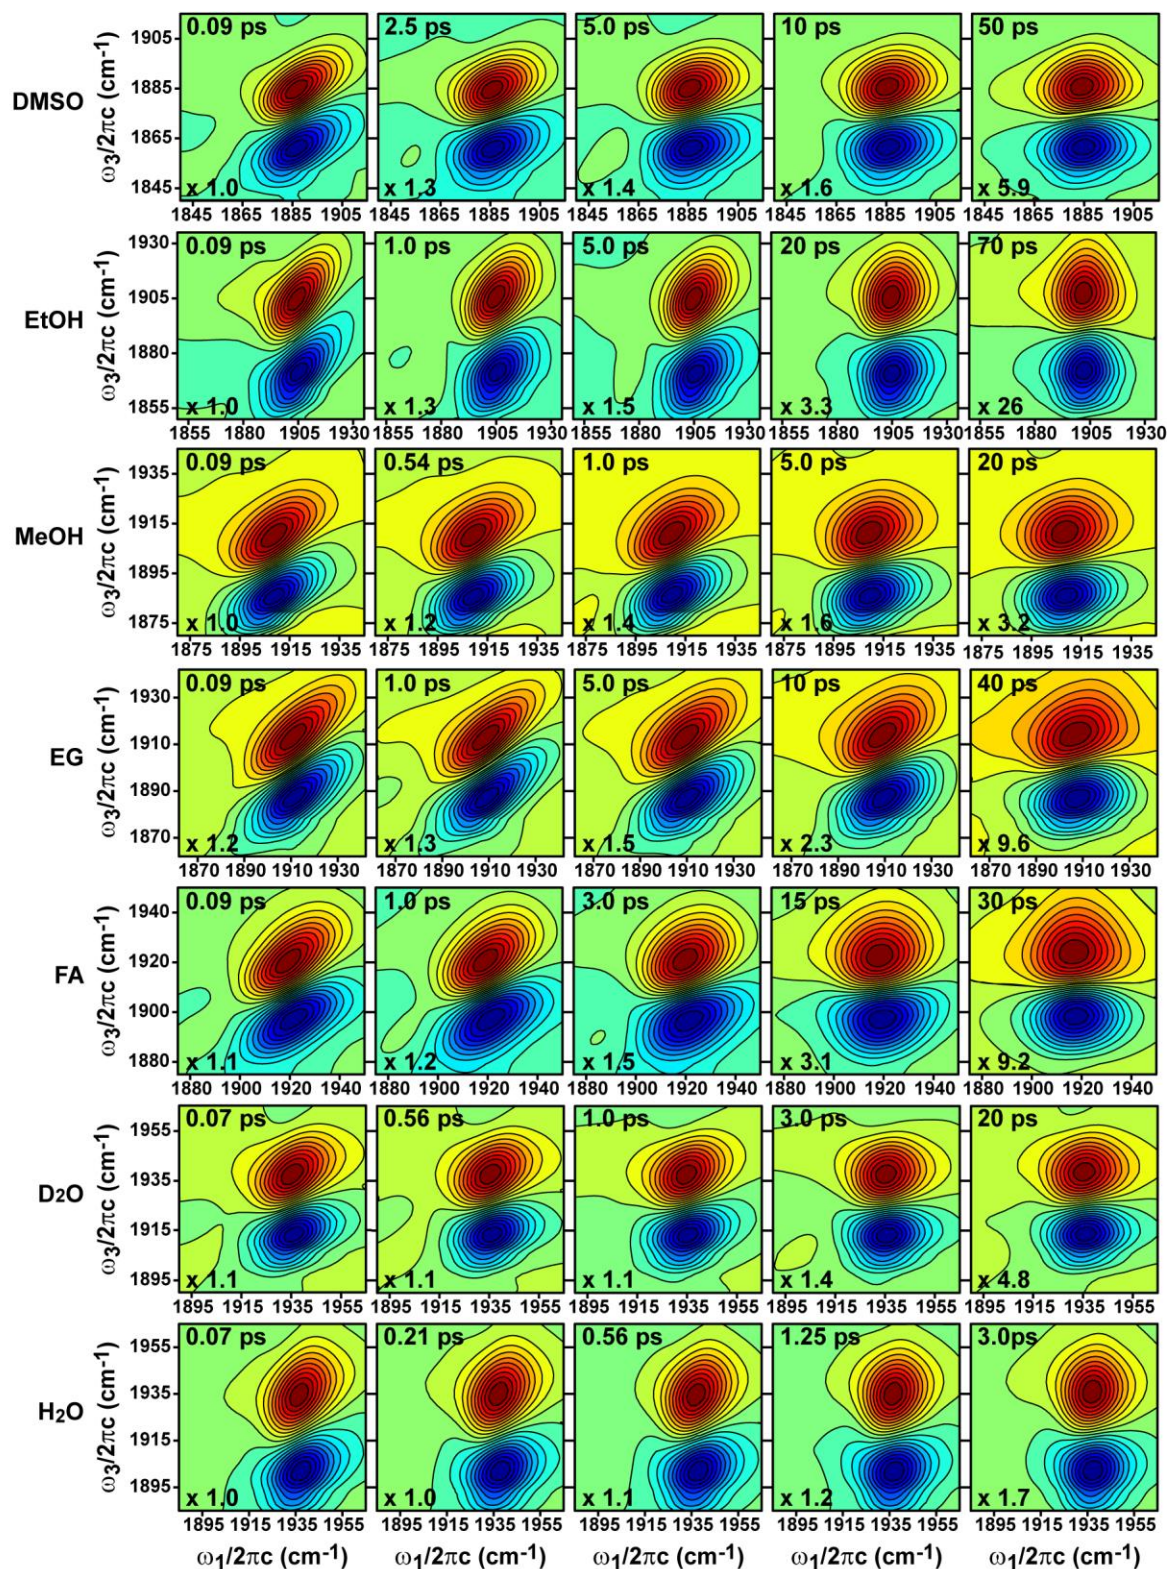 0.09 ps 2.5 ps 5.0 ps 10 ps 50 ps
DMSO
ω3/2πc (cm-1)
1905
1885
1865
1845
x 1.0 x 1.3 x 1.4 x 1.6 x 5.9
1845 1865 1885 1905 1845 1865 1885 1905 1845 1865 1885 1905 1845 1865 1885 1905 1845 1865 1885 1905
0.09 ps 1.0 ps 5.0 ps 20 ps 70 ps
EtOH
ω3/2πc (cm-1)
1930
1905
1880
1855
x 1.0 x 1.3 x 1.5 x 3.3 x 26
1855 1880 1905 1930 1855 1880 1905 1930 1855 1880 1905 1930 1855 1880 1905 1930 1855 1880 1905 1930
0.09 ps 0.54 ps 1.0 ps 5.0 ps 20 ps
MeOH
ω3/2πc (cm-1)
1935
1915
1895
1875
x 1.0 x 1.2 x 1.4 x 1.6 x 3.2
1875 1895 1915 1935 1875 1895 1915 1935 1875 1895 1915 1935 1875 1895 1915 1935 1875 1895 1915 1935
0.09 ps 1.0 ps 5.0 ps 10 ps 40 ps
EG
ω3/2πc (cm-1)
1930
1910
1890
1870
x 1.2 x 1.3 x 1.5 x 2.3 x 9.6
1870 1890 1910 1930 1870 1890 1910 1930 1870 1890 1910 1930 1870 1890 1910 1930 1870 1890 1910 1930
0.09 ps 1.0 ps 3.0 ps 15 ps 30 ps
FA
ω3/2πc (cm-1)
1940
1920
1900
1880
x 1.1 x 1.2 x 1.5 x 3.1 x 9.2
1880 1900 1920 1940 1880 1900 1920 1940 1880 1900 1920 1940 1880 1900 1920 1940 1880 1900 1920 1940
0.07 ps 0.56 ps 1.0 ps 3.0 ps 20 ps
D2O
ω3/2πc (cm-1)
1955
1935
1915
1895
x 1.1 x 1.1 x 1.1 x 1.4 x 4.8
1895 1915 1935 1955 1895 1915 1935 1955 1895 1915 1935 1955 1895 1915 1935 1955 1895 1915 1935 1955
0.07 ps 0.21 ps 0.56 ps 1.25 ps 3.0ps
H2O
ω3/2πc (cm-1)
1955
1935
1915
1895
x 1.0 x 1.0 x 1.1 x 1.2 x 1.7
1895 1915 1935 1955 1895 1915 1935 1955 1895 1915 1935 1955 1895 1915 1935 1955 1895 1915 1935 1955
ω1/2πc (cm-1) ω1/2πc (cm-1) ω1/2πc (cm-1) ω1/2πc (cm-1) ω1/2πc (cm-1)